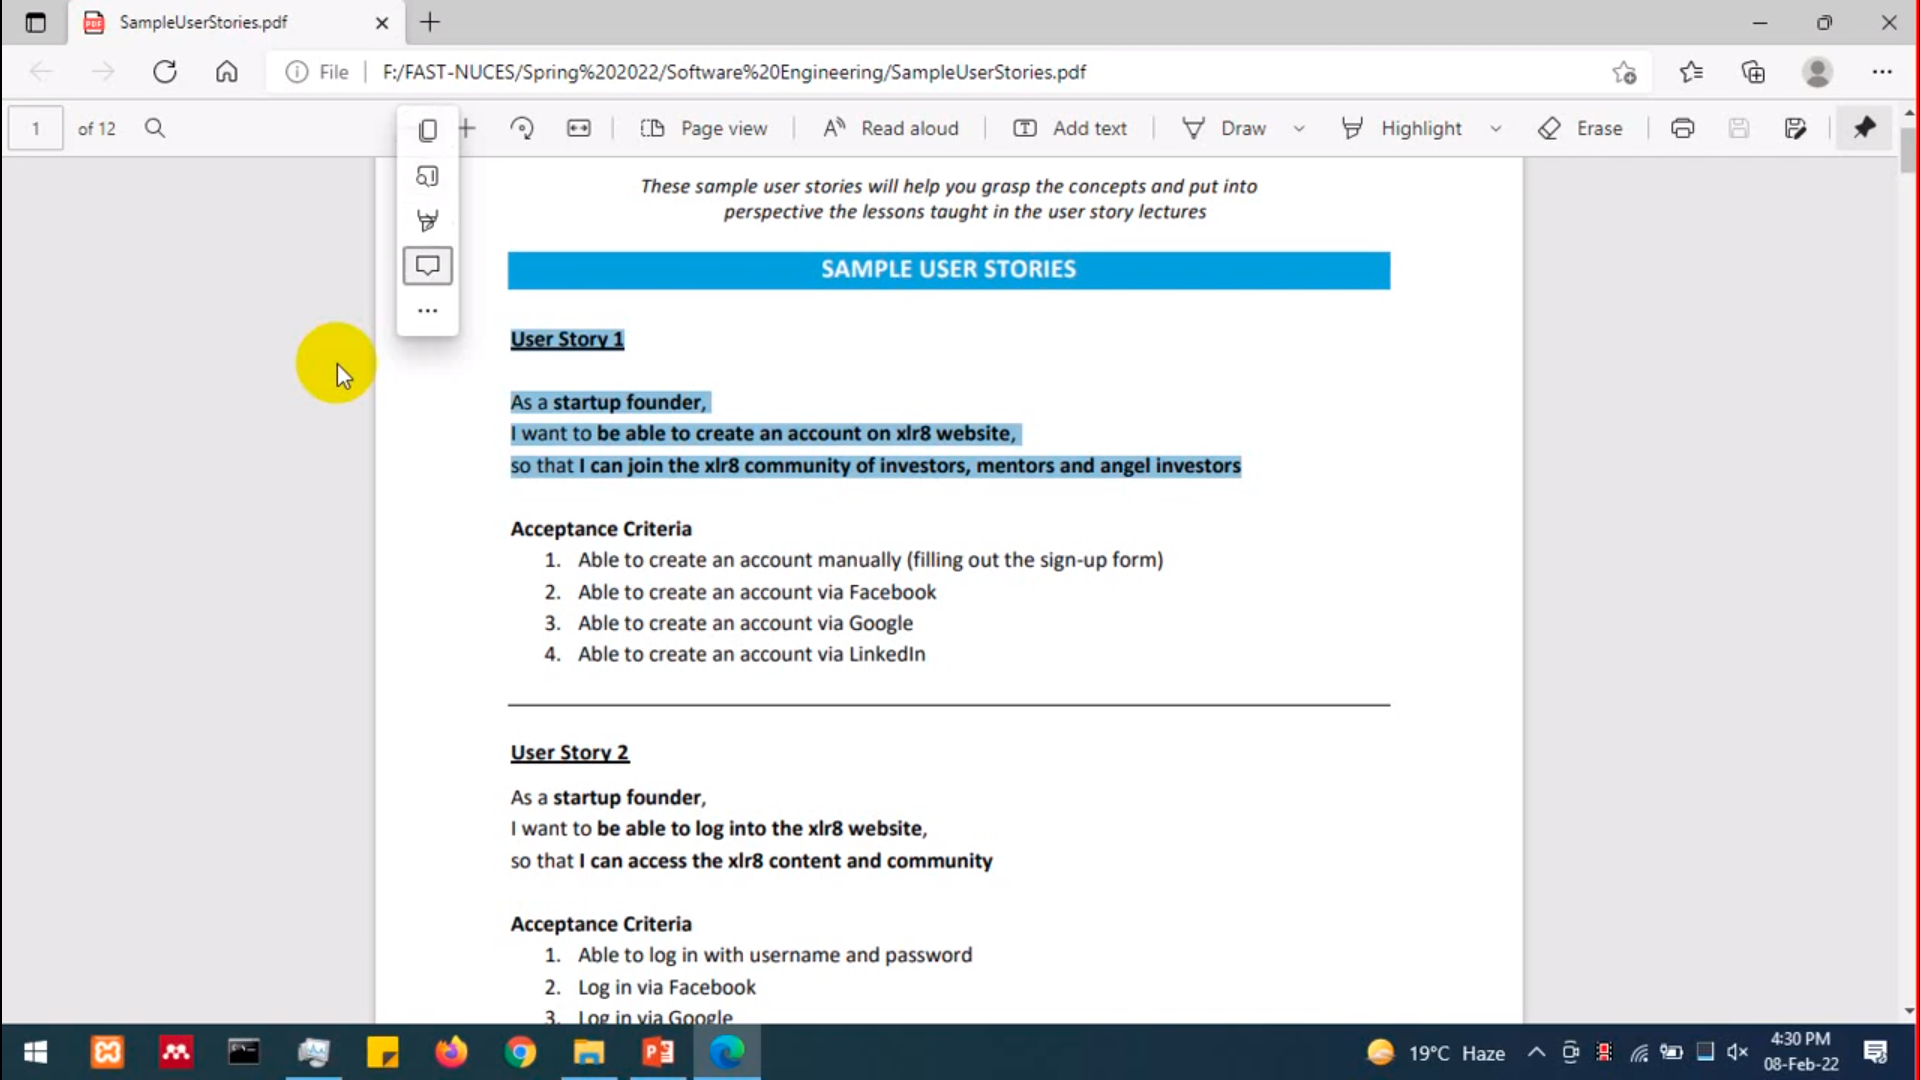 SampleUserStories.pdf
File
F:/FAST-NUCES/Spring%202022/Software%20Engineering/SampleUserStories.pdf
1 of 12
Page view
Read aloud
Add text
Draw
Highlight
Erase
These sample user stories will help you grasp the concepts and put into
perspective the lessons taught in the user story lectures
SAMPLE USER STORIES
User Story 1
As a startup founder,
I want to be able to create an account on xlr8 website,
so that I can join the xlr8 community of investors, mentors and angel investors
Acceptance Criteria
1. Able to create an account manually (filling out the sign-up form)
2. Able to create an account via Facebook
3. Able to create an account via Google
4. Able to create an account via LinkedIn
User Story 2
As a startup founder,
I want to be able to log into the xlr8 website,
so that I can access the xlr8 content and community
Acceptance Criteria
1. Able to log in with username and password
2. Log in via Facebook
3. Log in via Google
19°C Haze
4:30 PM
08-Feb-22